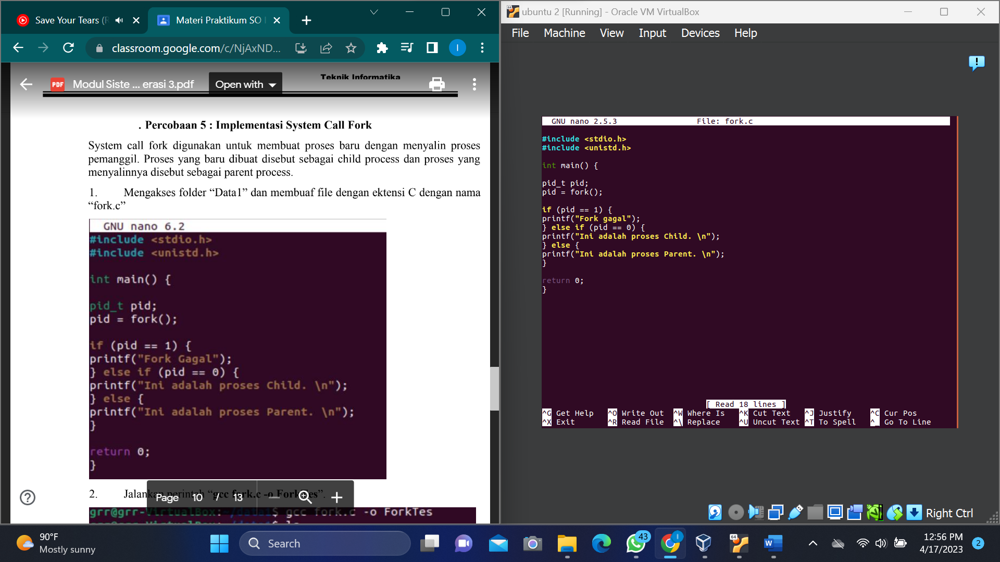 Save Your Tears (R
Materi Praktikum SO
classroom.google.com/c/NjAxND...
I
Teknik Informatika
PDF
Modul Siste ... erasi 3.pdf
Open with
. Percobaan 5 : Implementasi System Call Fork
System call fork digunakan untuk membuat proses baru dengan menyalin proses
pemanggil. Proses yang baru dibuat disebut sebagai child process dan proses yang
menyalinnya disebut sebagai parent process.
1. Mengakses folder “Data1” dan membuaf file dengan ektensi C dengan nama
“fork.c”
GNU nano 6.2
#include <stdio.h>
#include <unistd.h>
int main() {
pid_t pid;
pid = fork();
if (pid == 1) {
printf("Fork Gagal");
} else if (pid == 0) {
printf("Ini adalah proses Child. \n");
} else {
printf("Ini adalah proses Parent. \n");
}
return 0;
}
2. Jalankan perintah “gcc fork.c -o ForkTes”.
Page 10 / 13
grr@grr-VirtualBox:~/data1$ gcc fork.c -o ForkTes
ubuntu 2 [Running] - Oracle VM VirtualBox
File Machine View Input Devices Help
GNU nano 2.5.3 File: fork.c
#include <stdio.h>
#include <unistd.h>
int main() {
pid_t pid;
pid = fork();
if (pid == 1) {
printf("Fork gagal");
} else if (pid == 0) {
printf("Ini adalah proses Child. \n");
} else {
printf("Ini adalah proses Parent. \n");
}
return 0;
}
[ Read 18 lines ]
^G Get Help ^O Write Out ^W Where Is ^K Cut Text ^J Justify ^C Cur Pos
^X Exit ^R Read File ^\ Replace ^U Uncut Text ^T To Spell ^_ Go To Line
Right Ctrl
90°F
Mostly sunny
Search
43
64
W
12:56 PM
4/17/2023
2